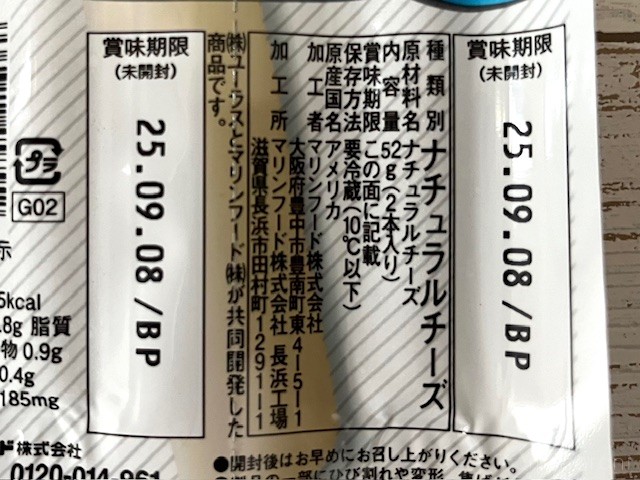 賞味期限
(未開封)
25.09.08/BP
種類別 ナチュラルチーズ
原材料名 ナチュラルチーズ
内容量 52g(2本入り)
賞味期限 この面に記載
保存方法 要冷蔵(10℃以下)
原産国名 アメリカ
加工者 マリンフード株式会社
大阪府豊中市豊南町東4-5-1
加工所 マリンフード株式会社 長浜工場
滋賀県長浜市田村町1291-1
㈱ユーラスとマリンフード㈱が共同開発した
商品です。
賞味期限
(未開封)
25.09.08/BP
プラ
G02
示
5kcal
.8g 脂質
物 0.9g
0.4g
185mg
ド株式会社
0120-014-961
●開封後はお早めにお召し上がりください。